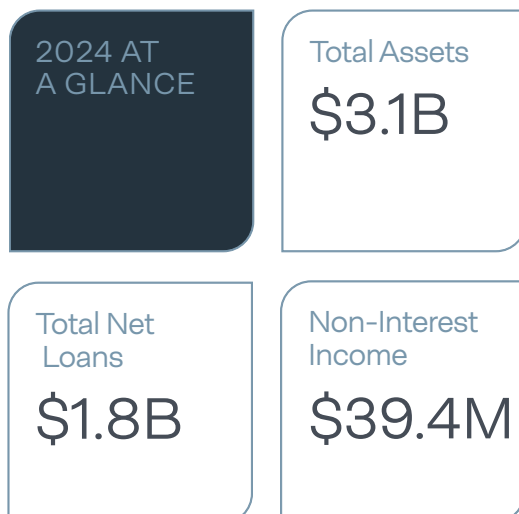 2024 AT
A GLANCE
Total Assets
$3.1B
Total Net
Loans
$1.8B
Non-Interest
Income
$39.4M